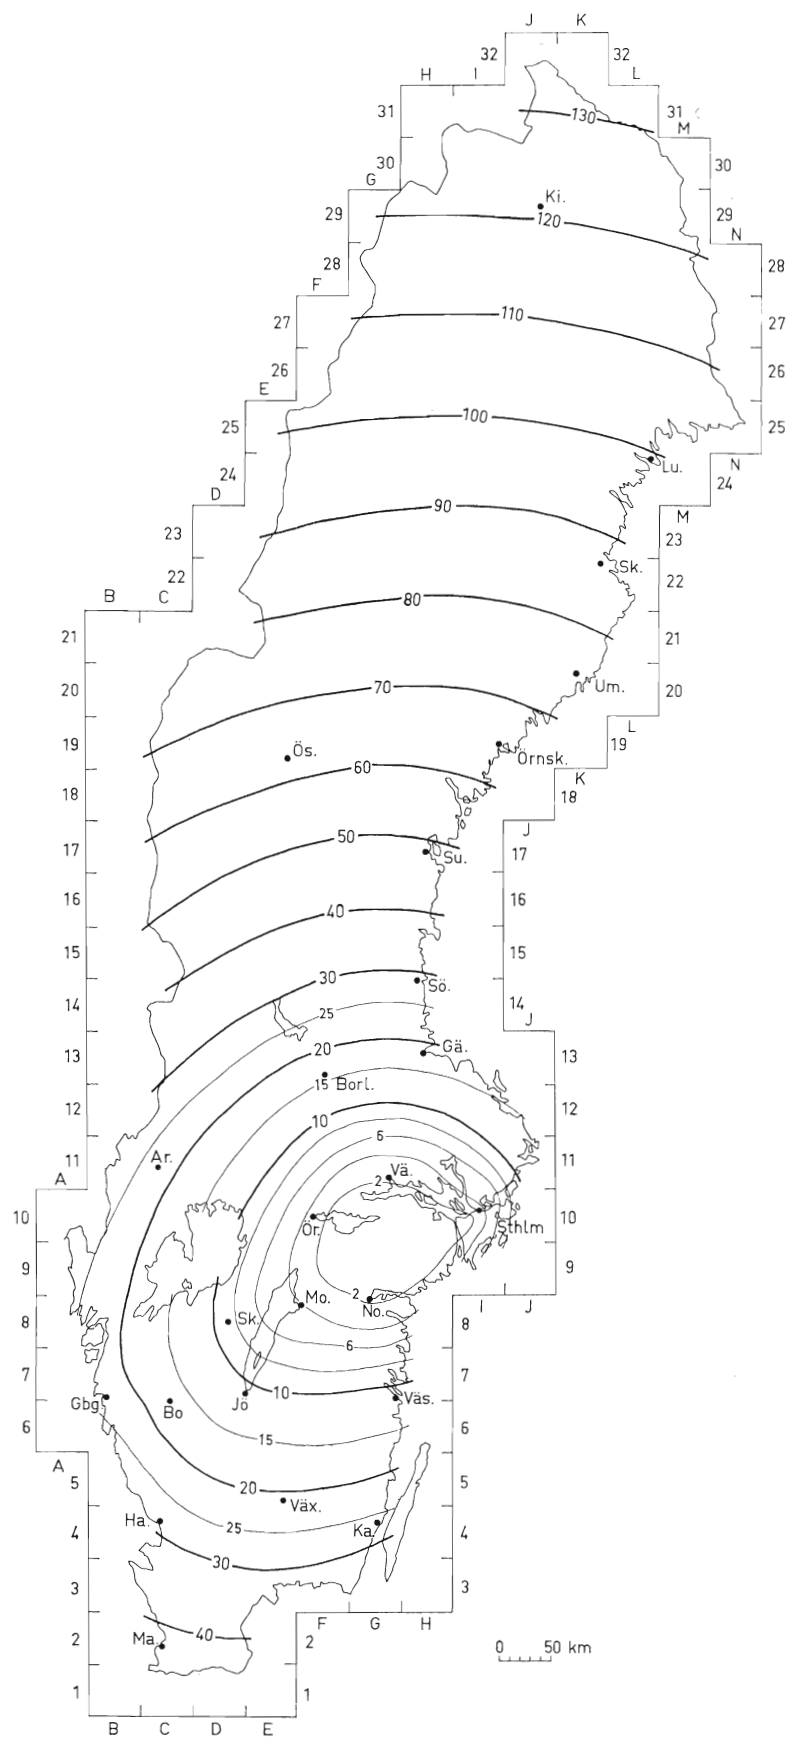 J K
32 32
H I L
31 130 31
M
30 30
G
Ki.
29 120 29
N
28 28
F
27 110 27
26 26
E
25 100 25
Lu. N
24 24
D
90 M
23 23
Sk.
22 22
B C 80
21 21
Um.
20 70 20
L
19 Ös. Örnsk. 19
60 K
18 18
50 J
17 Su. 17
16 16
40
15 15
30 Sö.
14 25 14
J
20 Gä.
13 13
15 Borl.
12 10 12
6
11 Ar. 11
A Vä.
2
10 Ör. Sthlm 10
9 9
2
Mo. No. I J
8 Sk. 8
6
7 7
Gbg. Bo Jö 10 Väs.
6 15 6
A
5 20 5
Väx.
Ha. 25 Ka.
4 4
30
3 3
F G H
40
2 Ma. 2
0 50 km
1 1
B C D E